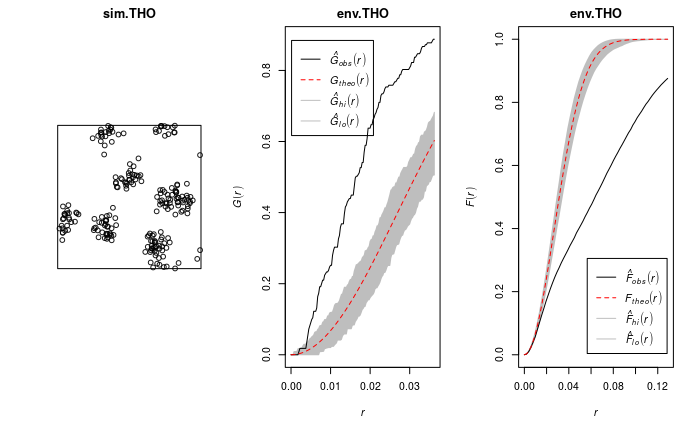 sim.THO
env.THO
G(r)
0.0
0.2
0.4
0.6
0.8
Ĝobs(r)
Gtheo(r)
Ĝhi(r)
Ĝlo(r)
0.00
0.01
0.02
0.03
r
env.THO
F(r)
0.0
0.2
0.4
0.6
0.8
1.0
F̂obs(r)
Ftheo(r)
F̂hi(r)
F̂lo(r)
0.00
0.04
0.08
0.12
r